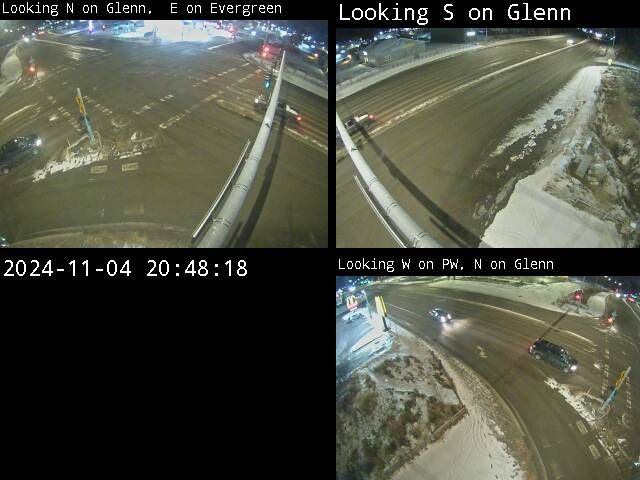 Looking N on Glenn, E on Evergreen
Looking S on Glenn
2024-11-04 20:48:18
Looking W on PW, N on Glenn